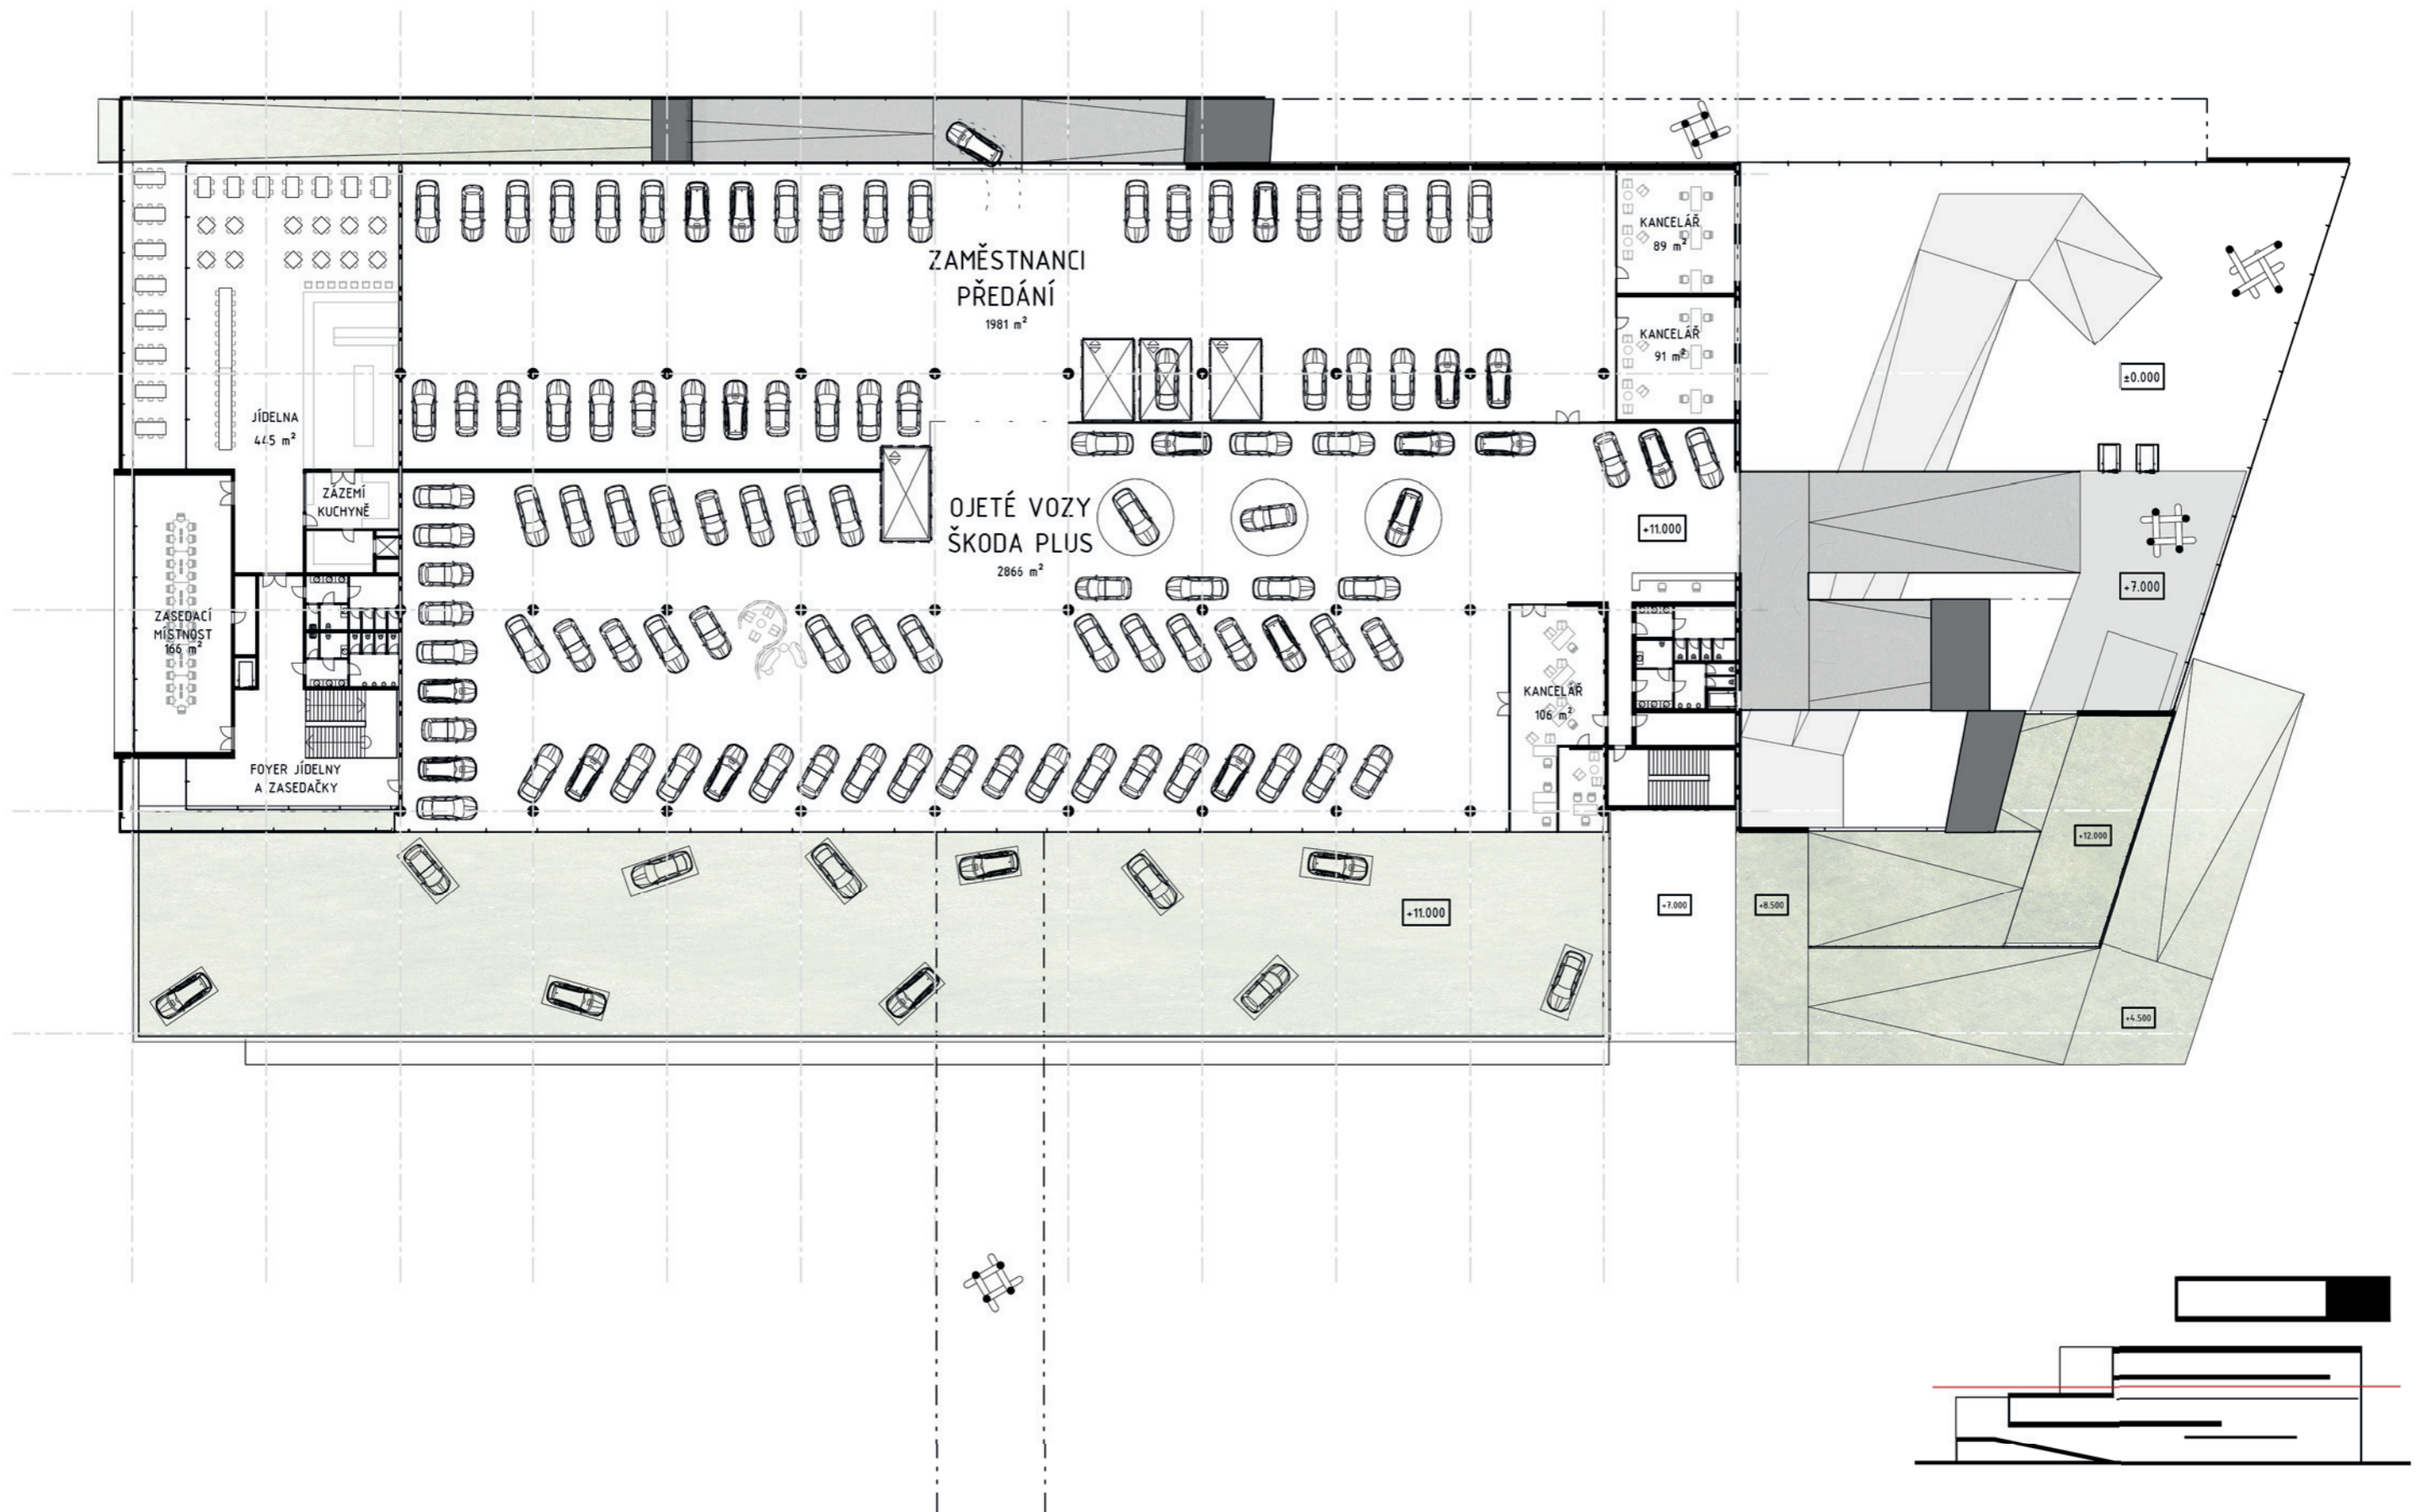 ZAMĚSTNANCI
PŘEDÁNÍ
1981 m²
KANCELÁŘ
89 m²
KANCELÁŘ
91 m²
±0.000
JÍDELNA
445 m²
ZÁZEMÍ
KUCHYNĚ
OJETÉ VOZY
ŠKODA PLUS
2866 m²
+11.000
+7.000
ZASEDACÍ
MÍSTNOST
166 m²
KANCELÁŘ
106 m²
FOYER JÍDELNY
A ZASEDAČKY
+12.000
+11.000
+7.000
+8.500
+4.500